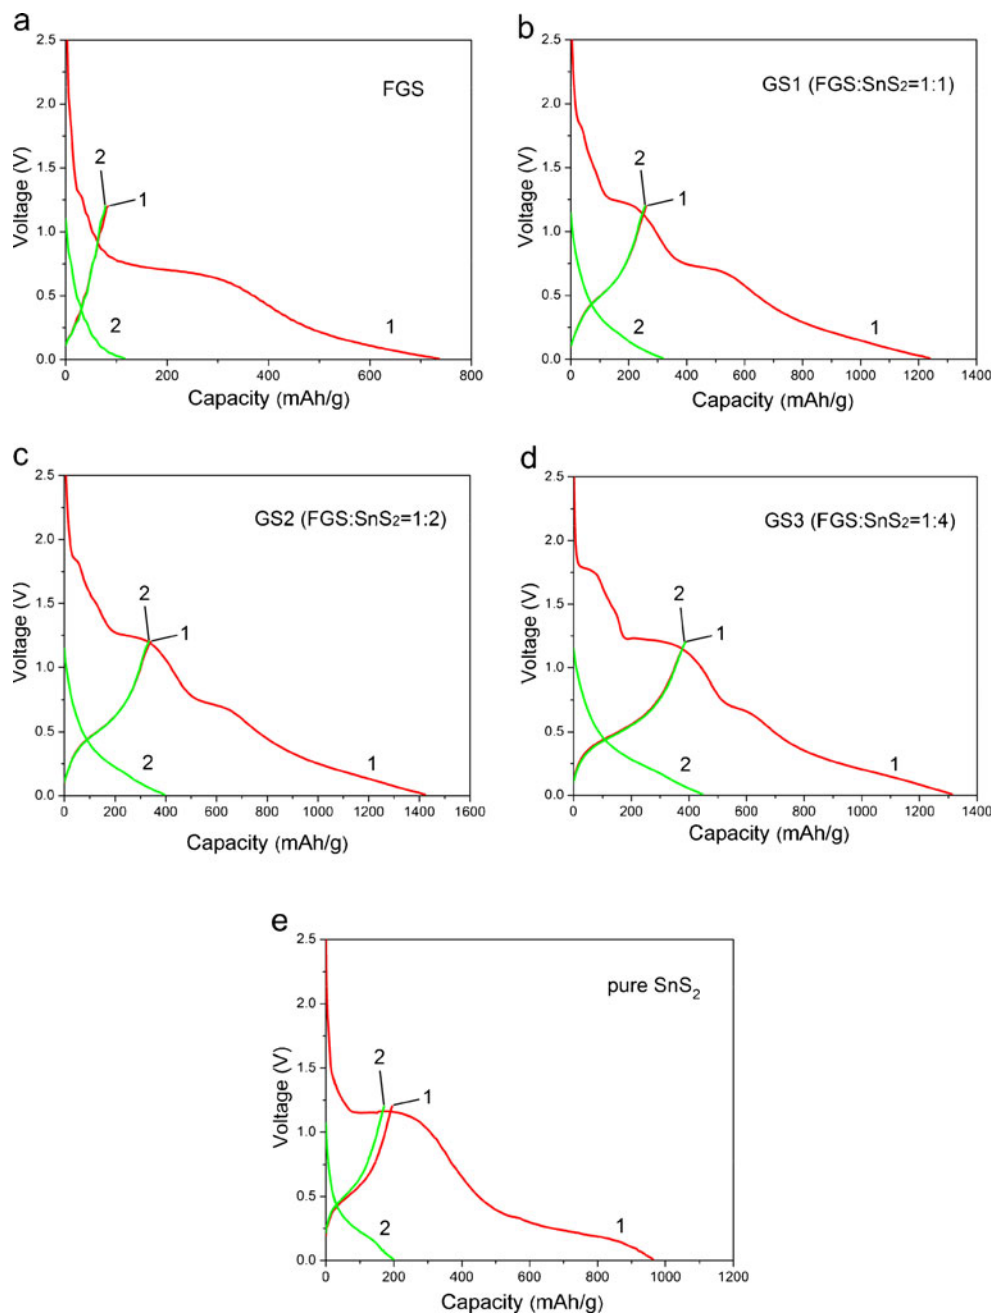 a
2.5
2.0
1.5
1.0
0.5
0.0
Voltage (V)
FGS
2
1
2
1
0 200 400 600 800
Capacity (mAh/g)
b
2.5
2.0
1.5
1.0
0.5
0.0
Voltage (V)
GS1 (FGS:SnS₂=1:1)
2
1
2
1
0 200 400 600 800 1000 1200 1400
Capacity (mAh/g)
c
2.5
2.0
1.5
1.0
0.5
0.0
Voltage (V)
GS2 (FGS:SnS₂=1:2)
2
1
2
1
0 200 400 600 800 1000 1200 1400 1600
Capacity (mAh/g)
d
2.5
2.0
1.5
1.0
0.5
0.0
Voltage (V)
GS3 (FGS:SnS₂=1:4)
2
1
2
1
0 200 400 600 800 1000 1200 1400
Capacity (mAh/g)
e
2.5
2.0
1.5
1.0
0.5
0.0
Voltage (V)
pure SnS₂
2
1
2
1
0 200 400 600 800 1000 1200
Capacity (mAh/g)